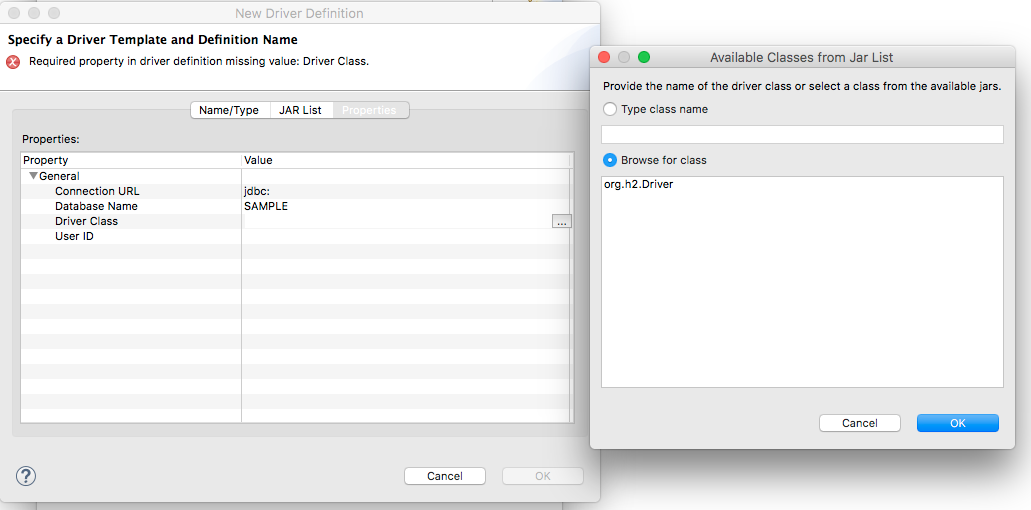 New Driver Definition
Specify a Driver Template and Definition Name
Required property in driver definition missing value: Driver Class.
Name/Type JAR List Properties
Properties:
Property Value
General
Connection URL jdbc:
Database Name SAMPLE
Driver Class ...
User ID
? Cancel OK
Available Classes from Jar List
Provide the name of the driver class or select a class from the available jars.
Type class name
Browse for class
org.h2.Driver
Cancel OK